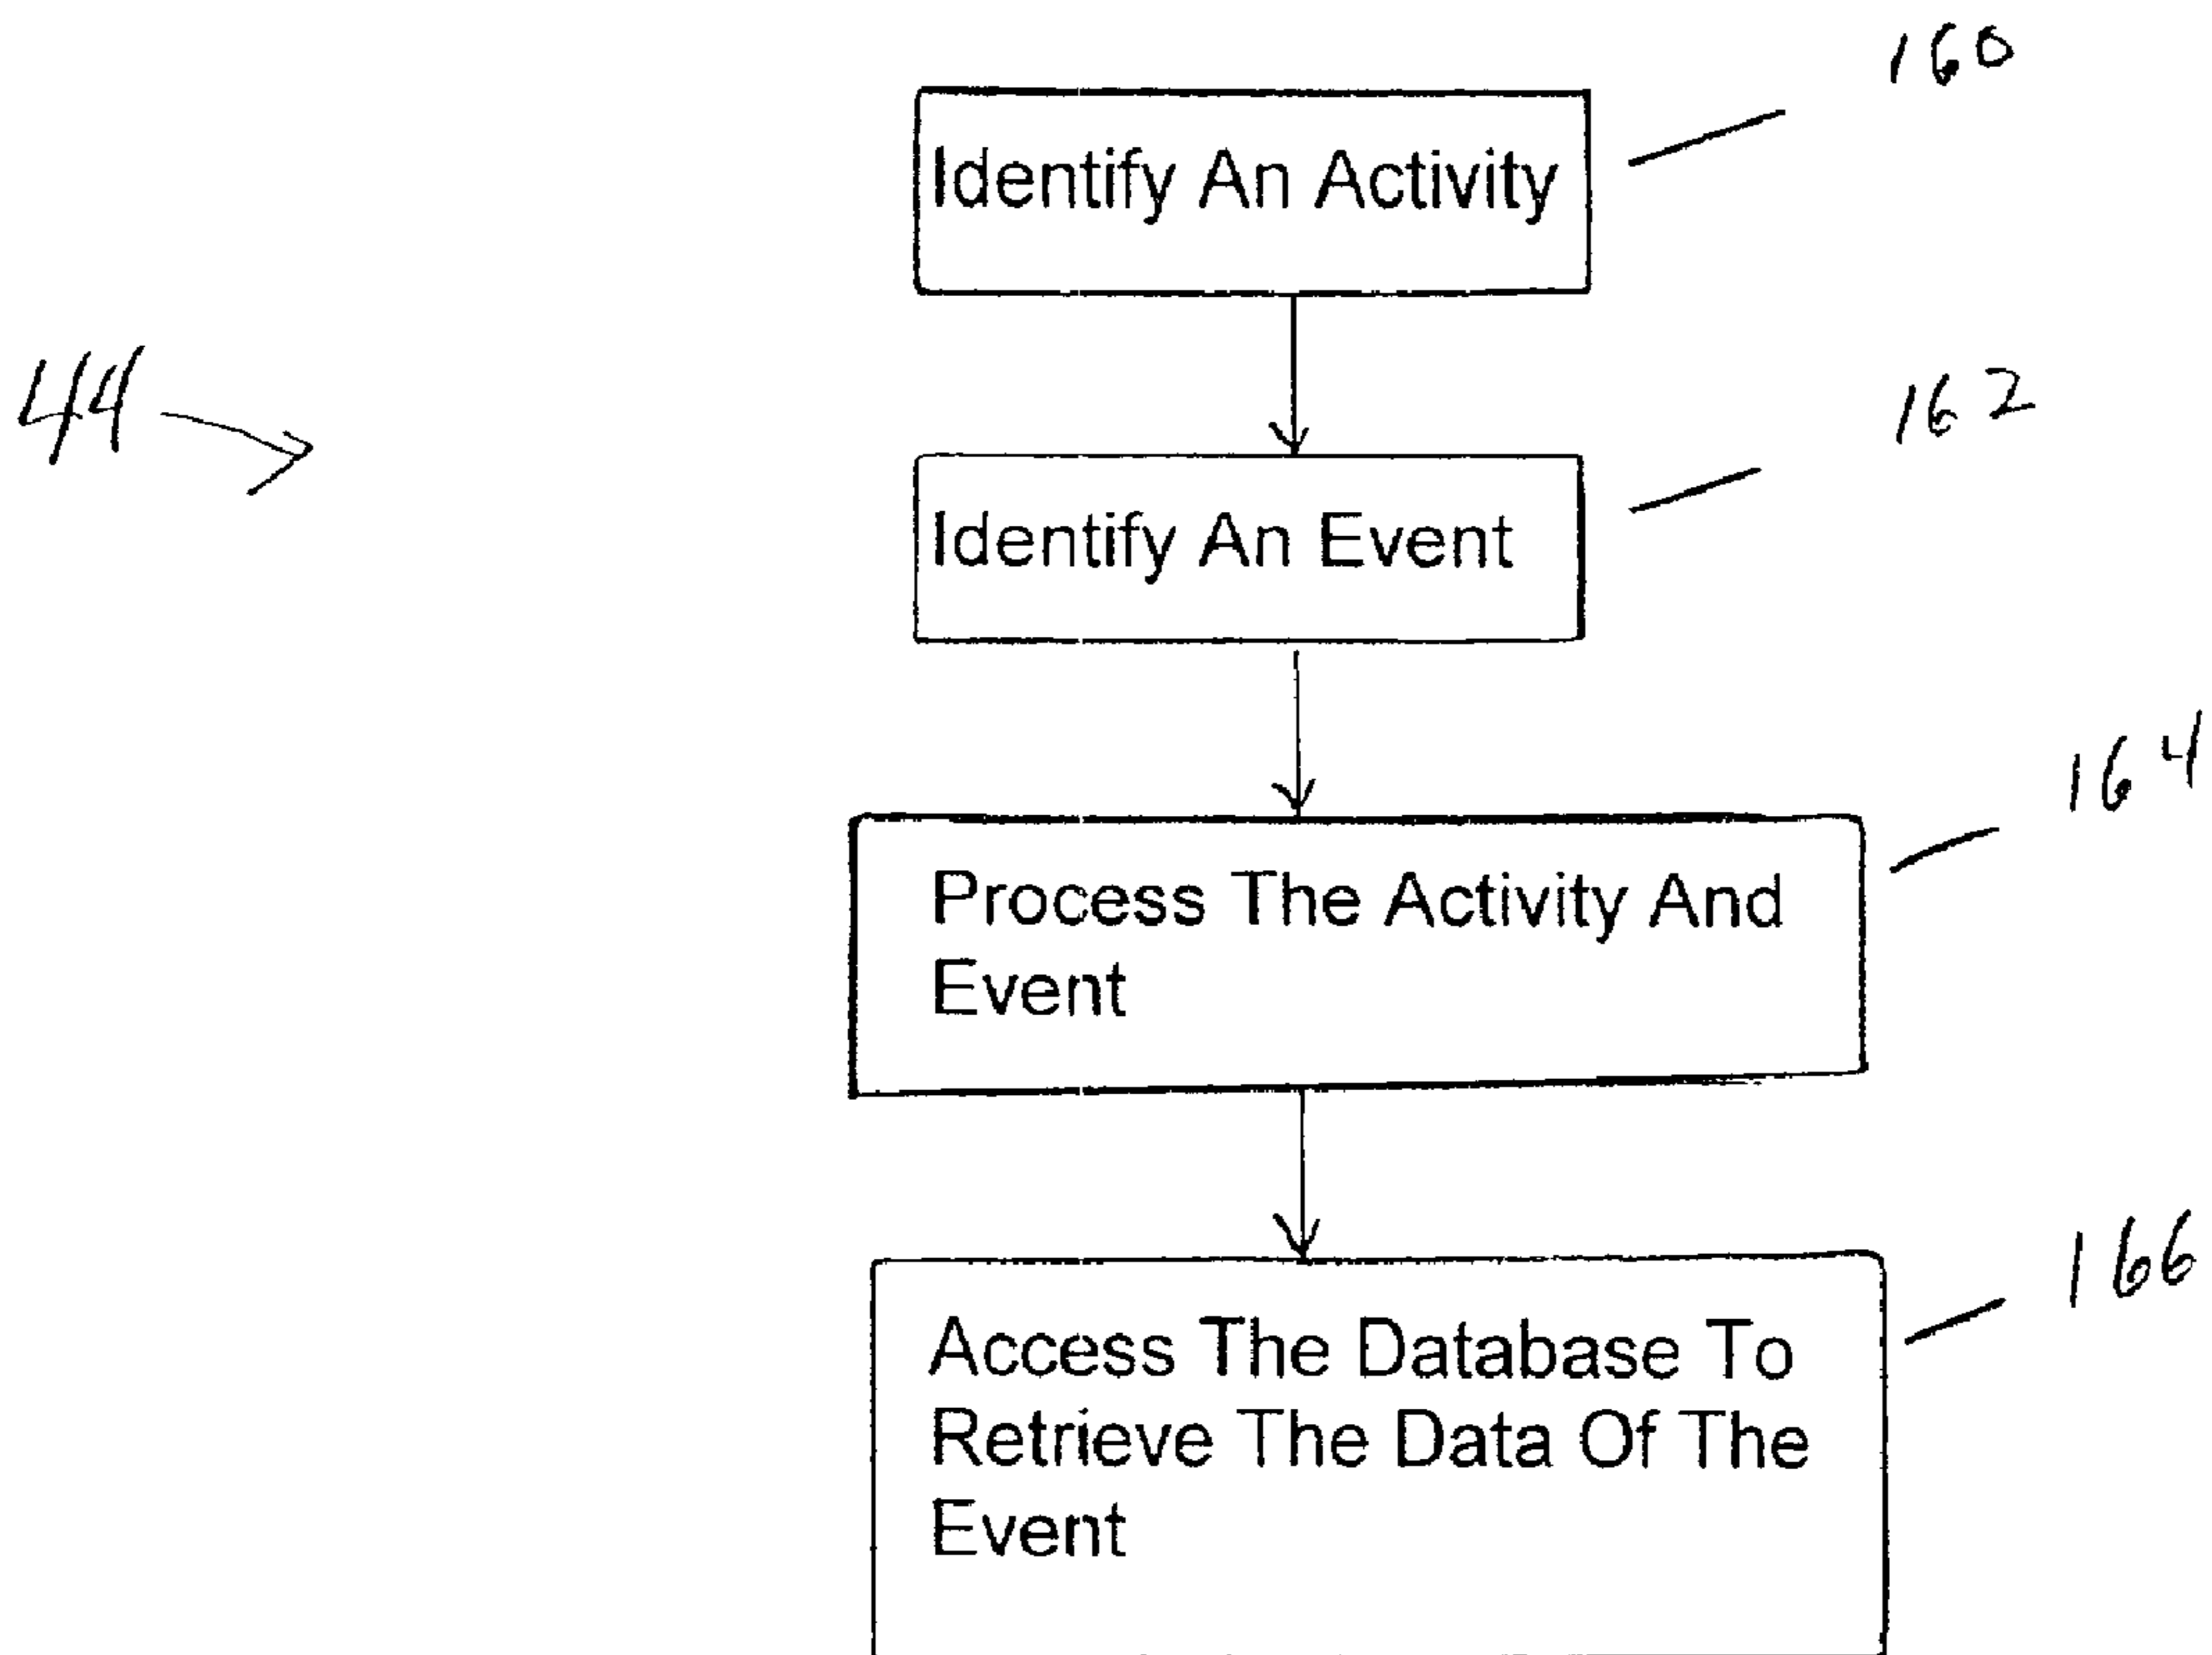 160
Identify An Activity
44
162
Identify An Event
164
Process The Activity And
Event
166
Access The Database To
Retrieve The Data Of The
Event